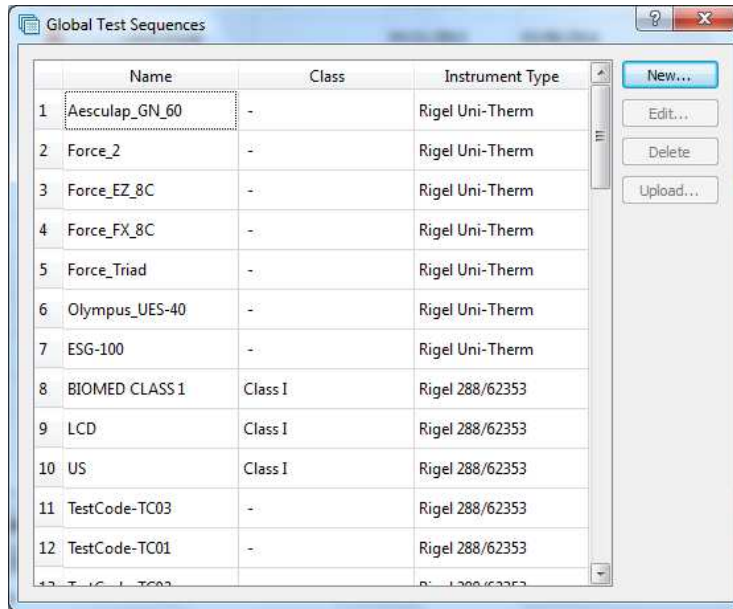 Global Test Sequences
Name Class Instrument Type
1 Aesculap_GN_60 - Rigel Uni-Therm
2 Force_2 - Rigel Uni-Therm
3 Force_EZ_8C - Rigel Uni-Therm
4 Force_FX_8C - Rigel Uni-Therm
5 Force_Triad - Rigel Uni-Therm
6 Olympus_UES-40 - Rigel Uni-Therm
7 ESG-100 - Rigel Uni-Therm
8 BIOMED CLASS 1 Class I Rigel 288/62353
9 LCD Class I Rigel 288/62353
10 US Class I Rigel 288/62353
11 TestCode-TC03 - Rigel 288/62353
12 TestCode-TC01 - Rigel 288/62353
New...
Edit...
Delete
Upload...